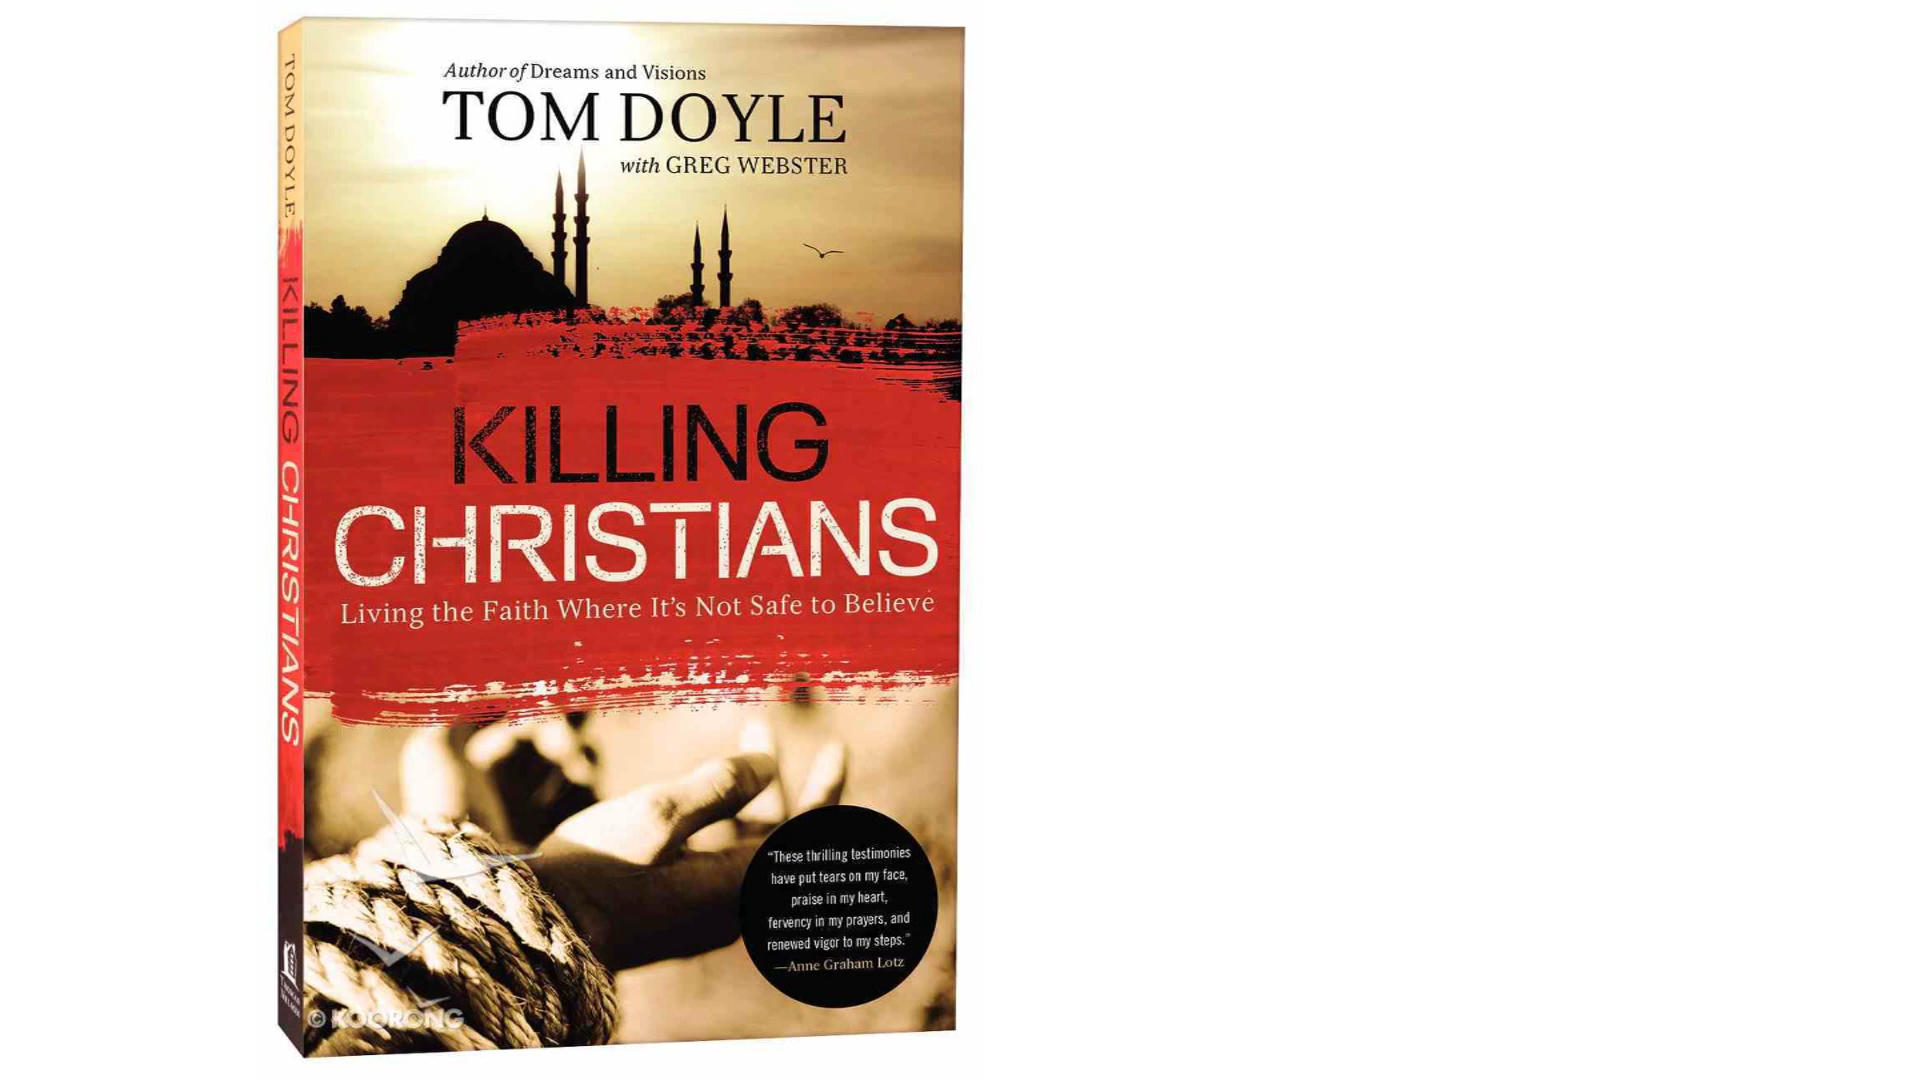 Author of Dreams and Visions
TOM DOYLE
with GREG WEBSTER
KILLING
CHRISTIANS
Living the Faith Where It's Not Safe to Believe
"These thrilling testimonies
have put tears on my face,
praise in my heart,
fervency in my prayers, and
renewed vigor to my steps."
—Anne Graham Lotz
TOM DOYLE
KILLING CHRISTIANS
© KOORONG